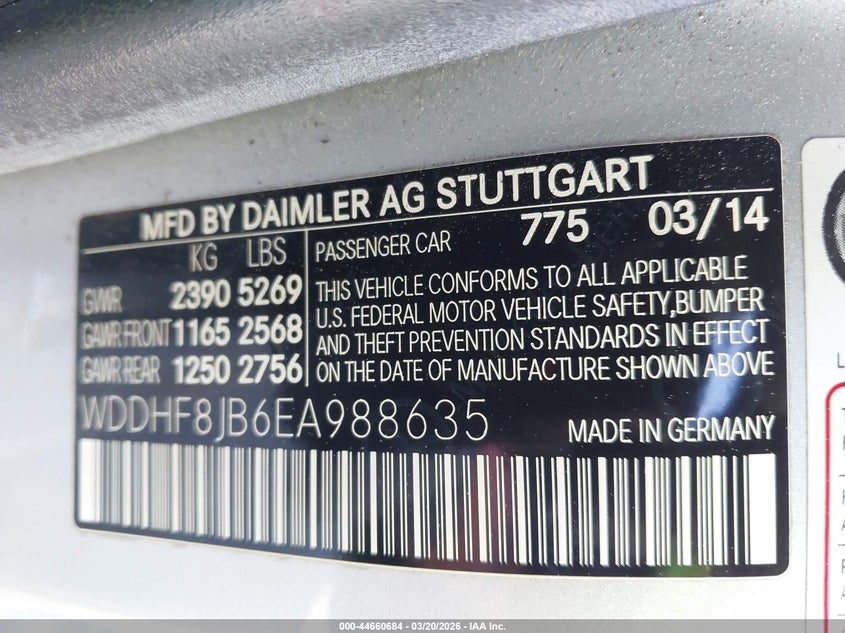 MFD BY DAIMLER AG STUTTGART
KG LBS
GVWR 2390 5269
GAWR FRONT 1165 2568
GAWR REAR 1250 2756
PASSENGER CAR 775 03/14
THIS VEHICLE CONFORMS TO ALL APPLICABLE
U.S. FEDERAL MOTOR VEHICLE SAFETY,BUMPER
AND THEFT PREVENTION STANDARDS IN EFFECT
ON THE DATE OF MANUFACTURE SHOWN ABOVE
WDDHF8JB6EA988635
MADE IN GERMANY
000-44660684 - 03/20/2026 - IAA Inc.